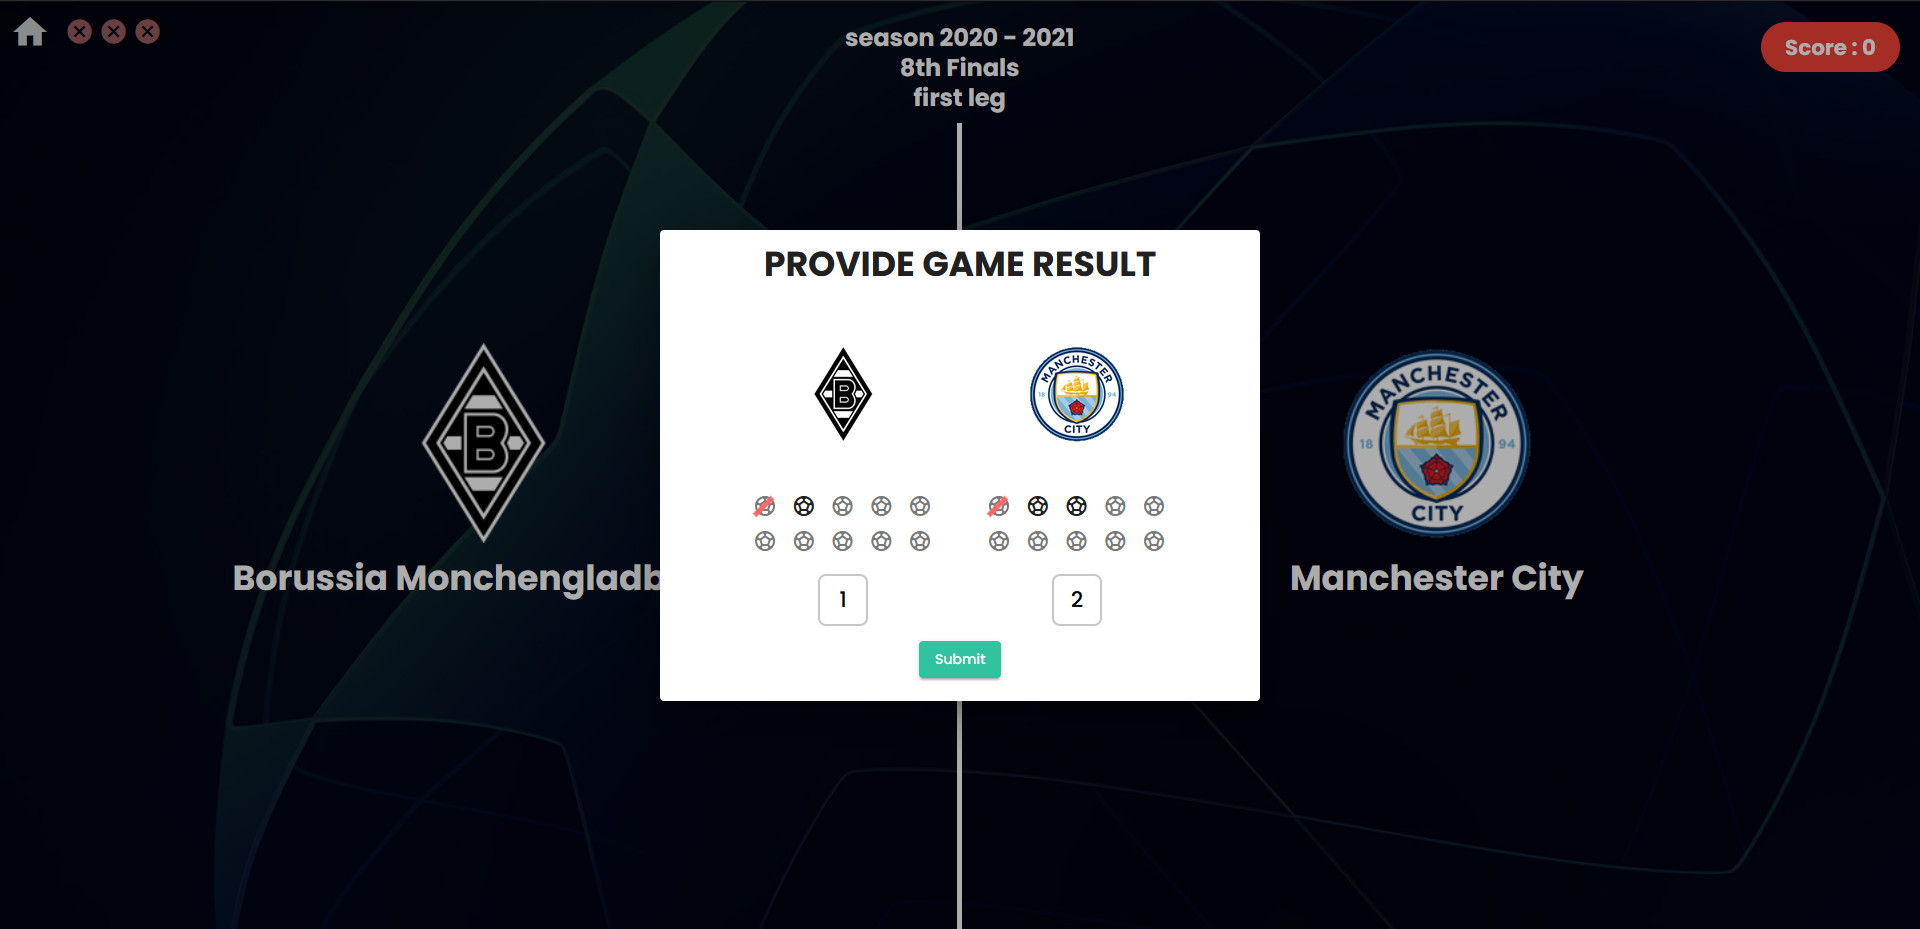 season 2020 - 2021
8th Finals
first leg
Score : 0
PROVIDE GAME RESULT
B
MANCHESTER
18 94
CITY
1
2
Submit
B
Borussia Monchengladb
MANCHESTER
18 94
CITY
Manchester City